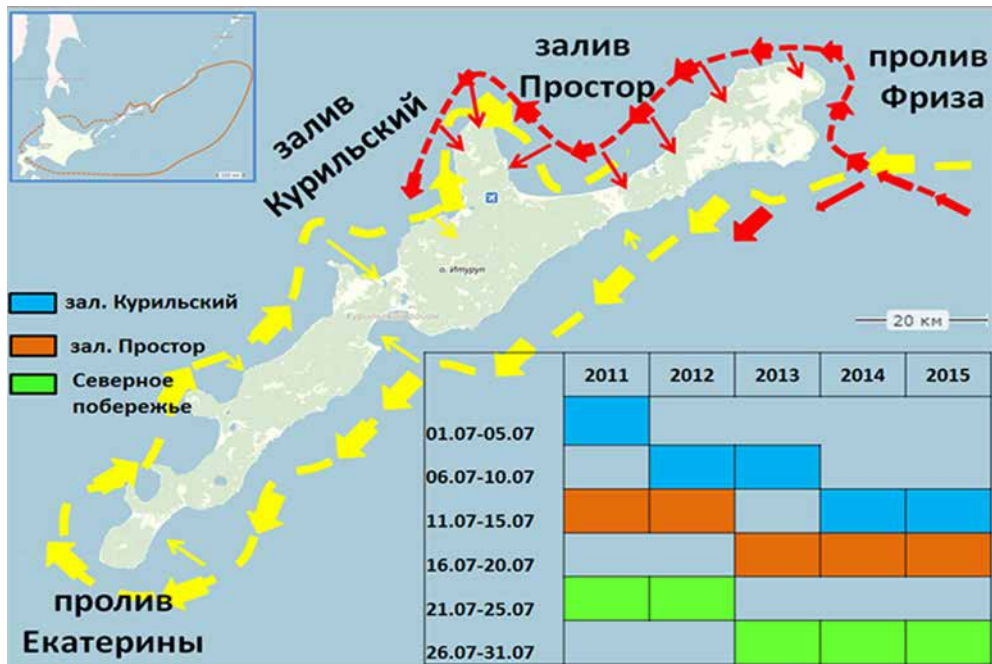 залив
Простор
пролив
Фриза
залив
Курильский
о. Итуруп
зал. Курильский
зал. Простор
Северное
побережье
20 км
пролив
Екатерины
2011 2012 2013 2014 2015
01.07-05.07
06.07-10.07
11.07-15.07
16.07-20.07
21.07-25.07
26.07-31.07